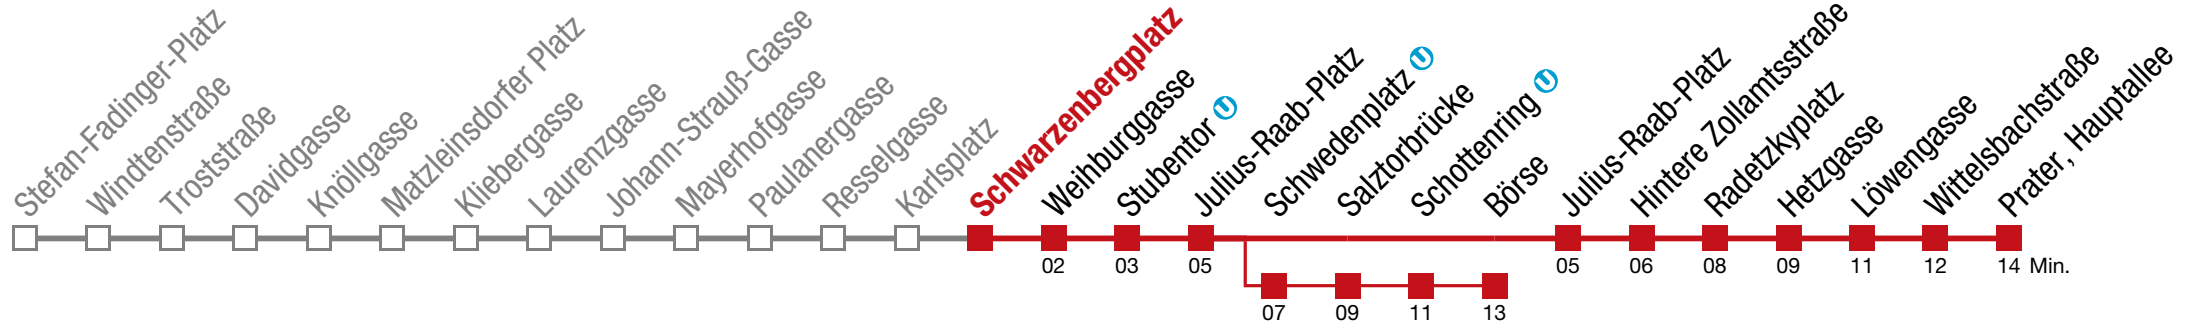 Stefan-Fadinger-Platz
Windtenstraße
Troststraße
Davidgasse
Knöllgasse
Matzleinsdorfer Platz
Kliebergasse
Laurenzgasse
Johann-Strauß-Gasse
Mayerhofgasse
Paulanergasse
Resselgasse
Karlsplatz
Schwarzenbergplatz
Weihburggasse
Stubentor U
Julius-Raab-Platz
Schwedenplatz U
Salztorbrücke
Schottenring U
Börse
Julius-Raab-Platz
Hintere Zollamtsstraße
Radetzkyplatz
Hetzgasse
Löwengasse
Wittelsbachstraße
Prater, Hauptallee
02 03 05 05 06 08 09 11 12 14 Min.
07 09 11 13